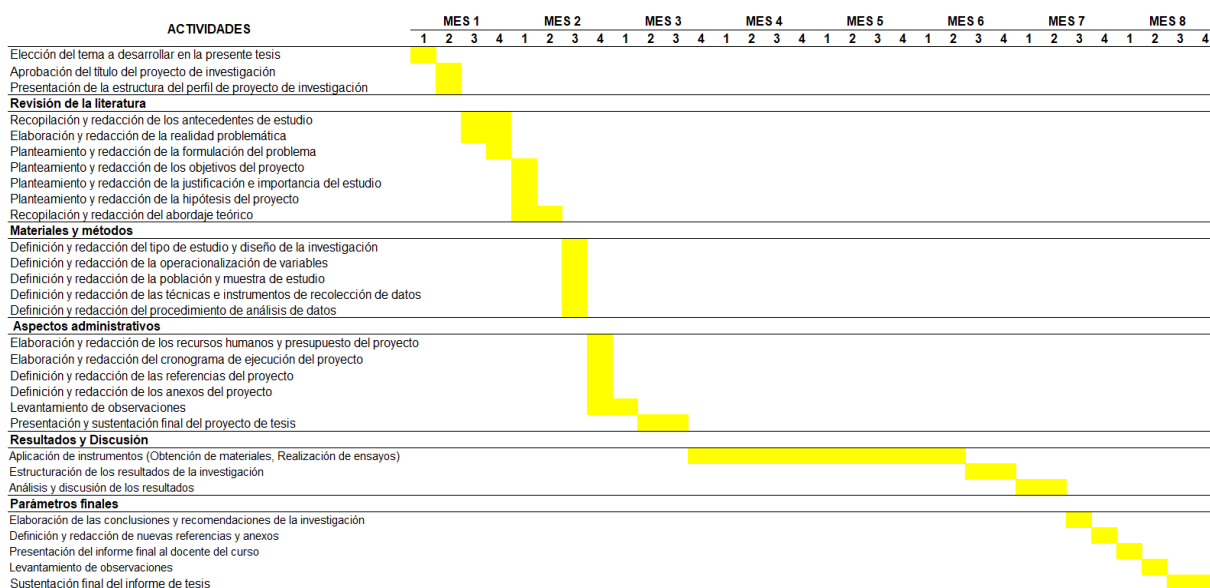 ACTIVIDADES MES 1 MES 2 MES 3 MES 4 MES 5 MES 6 MES 7 MES 8
1 2 3 4 1 2 3 4 1 2 3 4 1 2 3 4 1 2 3 4 1 2 3 4 1 2 3 4 1 2 3 4
Elección del tema a desarrollar en la presente tesis
Aprobación del título del proyecto de investigación
Presentación de la estructura del perfil de proyecto de investigación
Revisión de la literatura
Recopilación y redacción de los antecedentes de estudio
Elaboración y redacción de la realidad problemática
Planteamiento y redacción de la formulación del problema
Planteamiento y redacción de los objetivos del proyecto
Planteamiento y redacción de la justificación e importancia del estudio
Planteamiento y redacción de la hipótesis del proyecto
Recopilación y redacción del abordaje teórico
Materiales y métodos
Definición y redacción del tipo de estudio y diseño de la investigación
Definición y redacción de la operacionalización de variables
Definición y redacción de la población y muestra de estudio
Definición y redacción de las técnicas e instrumentos de recolección de datos
Definición y redacción del procedimiento de análisis de datos
Aspectos administrativos
Elaboración y redacción de los recursos humanos y presupuesto del proyecto
Elaboración y redacción del cronograma de ejecución del proyecto
Definición y redacción de las referencias del proyecto
Definición y redacción de los anexos del proyecto
Levantamiento de observaciones
Presentación y sustentación final del proyecto de tesis
Resultados y Discusión
Aplicación de instrumentos (Obtención de materiales, Realización de ensayos)
Estructuración de los resultados de la investigación
Análisis y discusión de los resultados
Parámetros finales
Elaboración de las conclusiones y recomendaciones de la investigación
Definición y redacción de nuevas referencias y anexos
Presentación del informe final al docente del curso
Levantamiento de observaciones
Sustentación final del informe de tesis